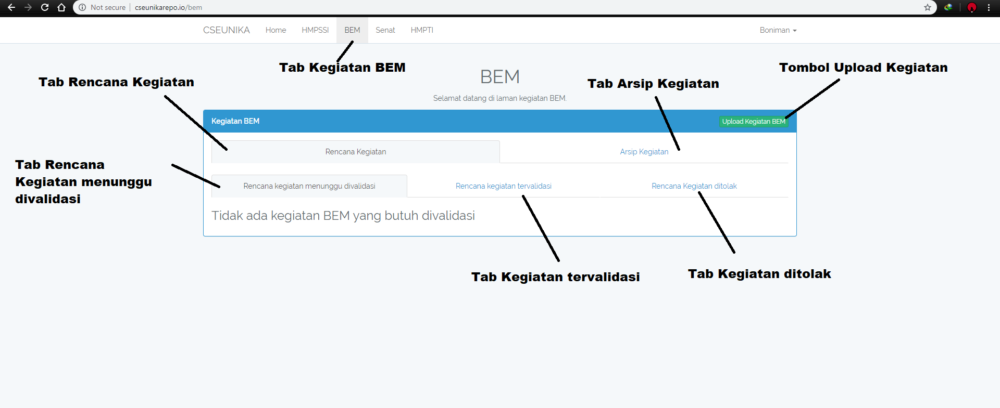 Not secure cseunikarepo.io/bem
CSEUNIKA Home HMPSSI BEM Senat HMPTI Boniman
Tab Kegiatan BEM
Tombol Upload Kegiatan
Tab Rencana Kegiatan
BEM
Tab Arsip Kegiatan
Selamat datang di laman kegiatan BEM.
Kegiatan BEM
Upload Kegiatan BEM
Rencana Kegiatan
Arsip Kegiatan
Tab Rencana
Kegiatan menunggu
divalidasi
Rencana kegiatan menunggu divalidasi
Rencana kegiatan tervalidasi
Rencana Kegiatan ditolak
Tidak ada kegiatan BEM yang butuh divalidasi
Tab Kegiatan tervalidasi
Tab Kegiatan ditolak